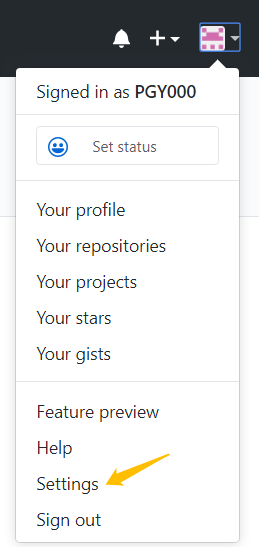 Signed in as PGY000
Set status
Your profile
Your repositories
Your projects
Your stars
Your gists
Feature preview
Help
Settings
Sign out